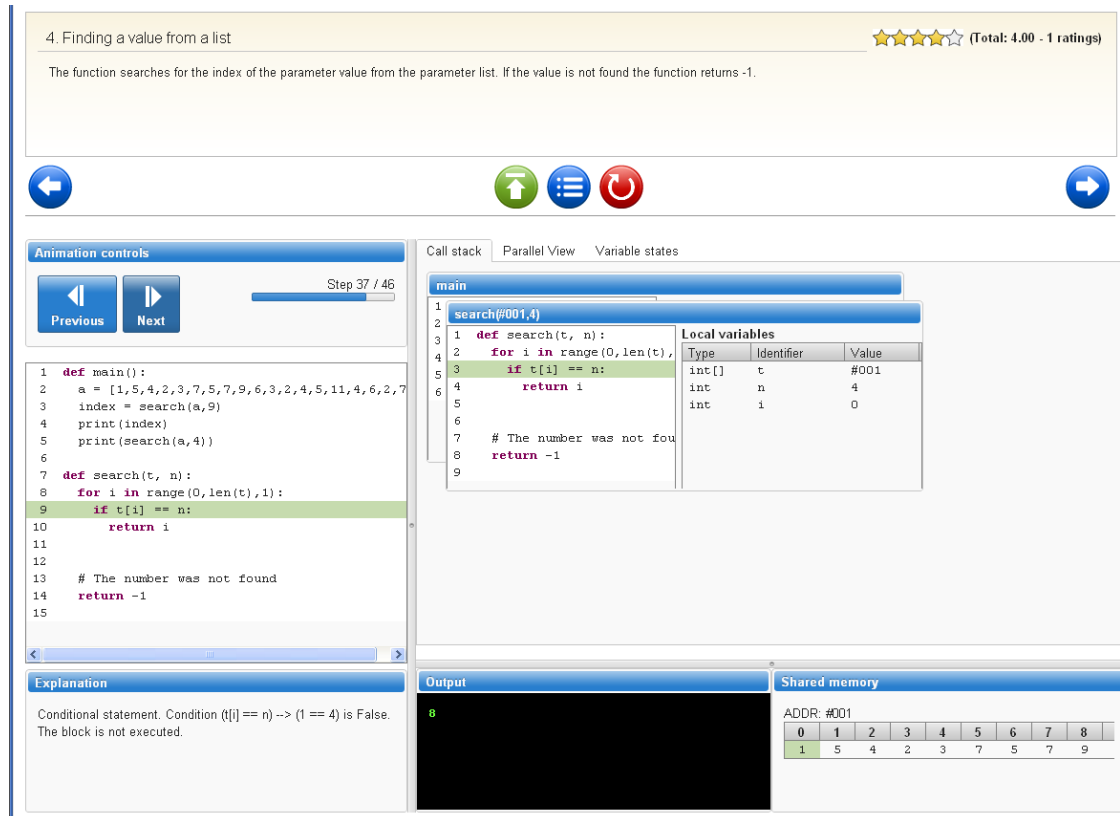 4. Finding a value from a list
(Total: 4.00 - 1 ratings)
The function searches for the index of the parameter value from the parameter list. If the value is not found the function returns -1.
Animation controls
Previous
Next
Step 37 / 46
1 def main():
2 a = [1,5,4,2,3,7,5,7,9,6,3,2,4,5,11,4,6,2,7
3 index = search(a,9)
4 print(index)
5 print(search(a,4))
6
7 def search(t, n):
8 for i in range(0,len(t),1):
9 if t[i] == n:
10 return i
11
12
13 # The number was not found
14 return -1
15
Explanation
Conditional statement. Condition (t[i] == n) --> (1 == 4) is False.
The block is not executed.
Call stack
Parallel View
Variable states
main
1
2
3
4
5
6
search(#001,4)
1 def search(t, n):
2 for i in range(0,len(t),
3 if t[i] == n:
4 return i
5
6
7 # The number was not fou
8 return -1
9
Local variables
Type Identifier Value
int[] t #001
int n 4
int i 0
Output
8
Shared memory
ADDR: #001
0 1 2 3 4 5 6 7 8
1 5 4 2 3 7 5 7 9